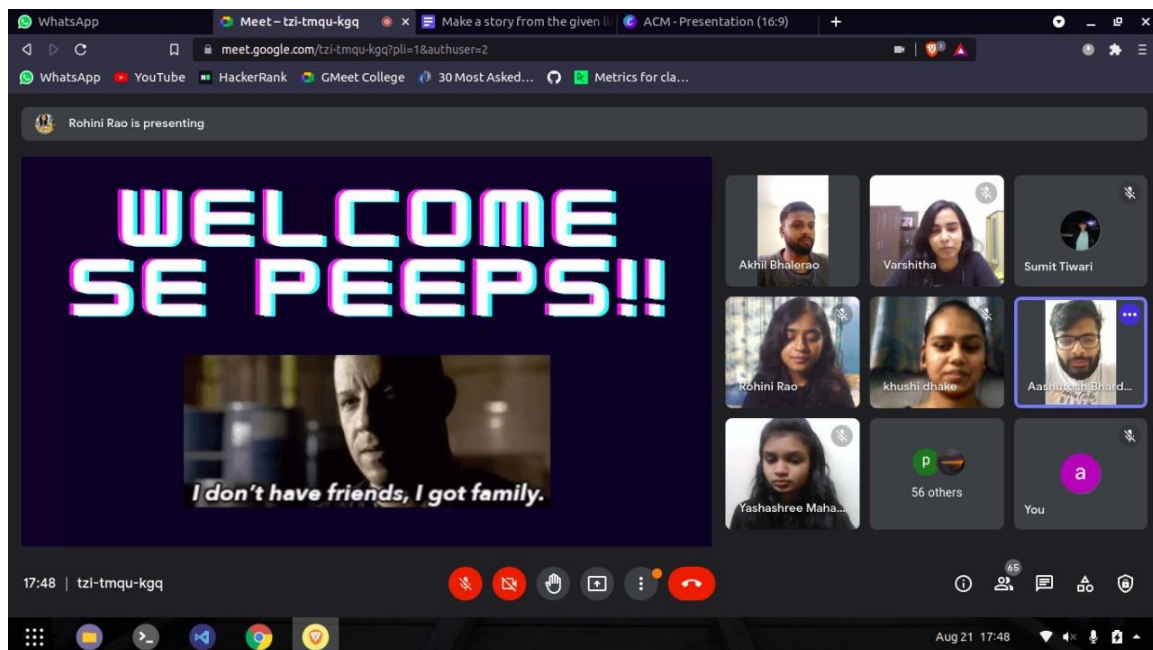 WhatsApp
Meet – tzi-tmqu-kgq
Make a story from the given li
ACM - Presentation (16:9)
meet.google.com/tzi-tmqu-kgq?pli=1&authuser=2
WhatsApp
YouTube
HackerRank
GMeet College
30 Most Asked...
Metrics for cla...
Rohini Rao is presenting
WELCOME
SE PEEPS!!
I don't have friends, I got family.
Akhil Bhalerao
Varshitha
Sumit Tiwari
Rohini Rao
khushi dhake
Aashutosh Bhard...
Yashashree Maha...
P
56 others
a
You
17:48 | tzi-tmqu-kgq
65
Aug 21 17:48